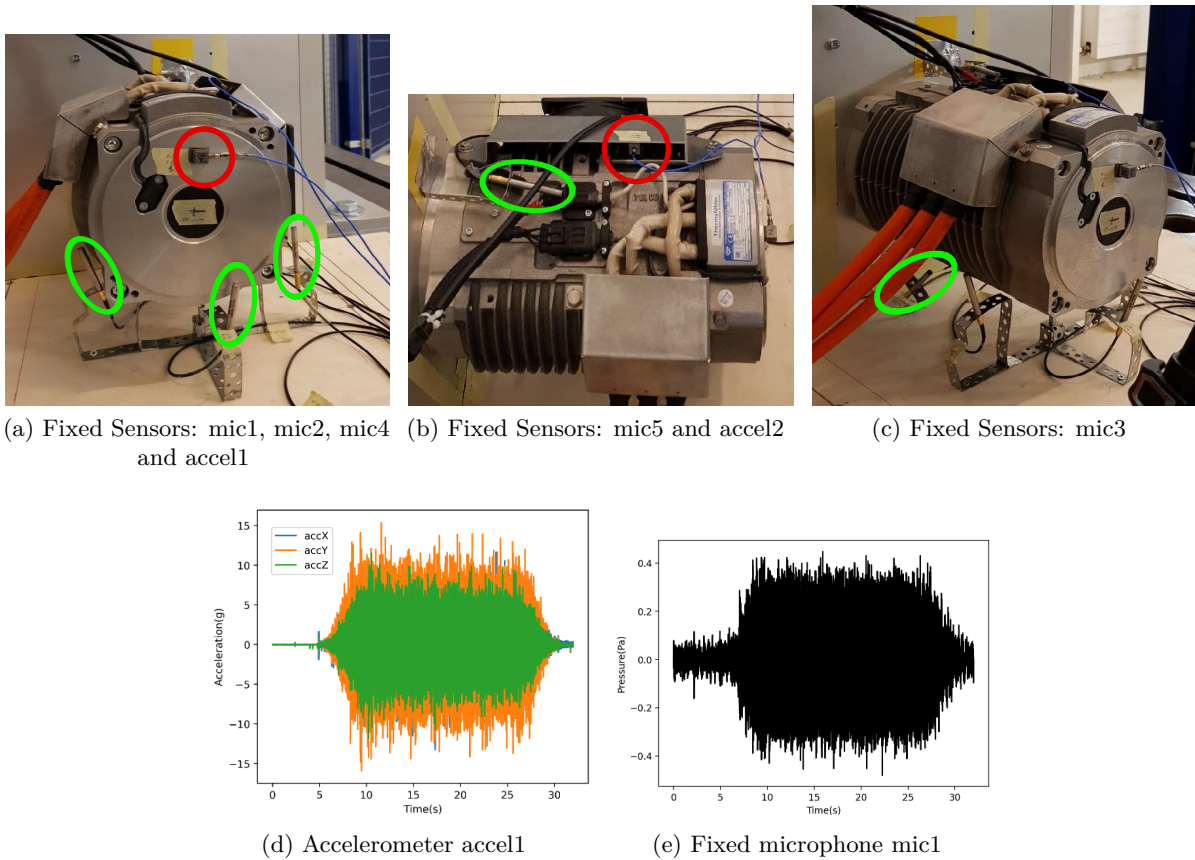 (a) Fixed Sensors: mic1, mic2, mic4
and accel1
(b) Fixed Sensors: mic5 and accel2
(c) Fixed Sensors: mic3
accX
accY
accZ
15
10
5
0
−5
−10
−15
Acceleration(g)
0 5 10 15 20 25 30
Time(s)
0.4
0.2
0.0
−0.2
−0.4
Pressure(Pa)
0 5 10 15 20 25 30
Time(s)
(d) Accelerometer accel1
(e) Fixed microphone mic1